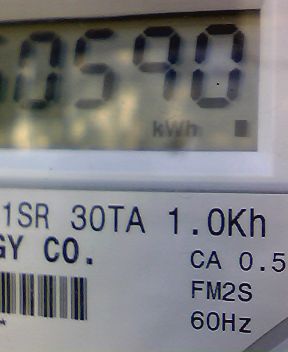 0590
kWh
1SR 30TA 1.0Kh
GY CO.
CA 0.5
FM2S
60Hz